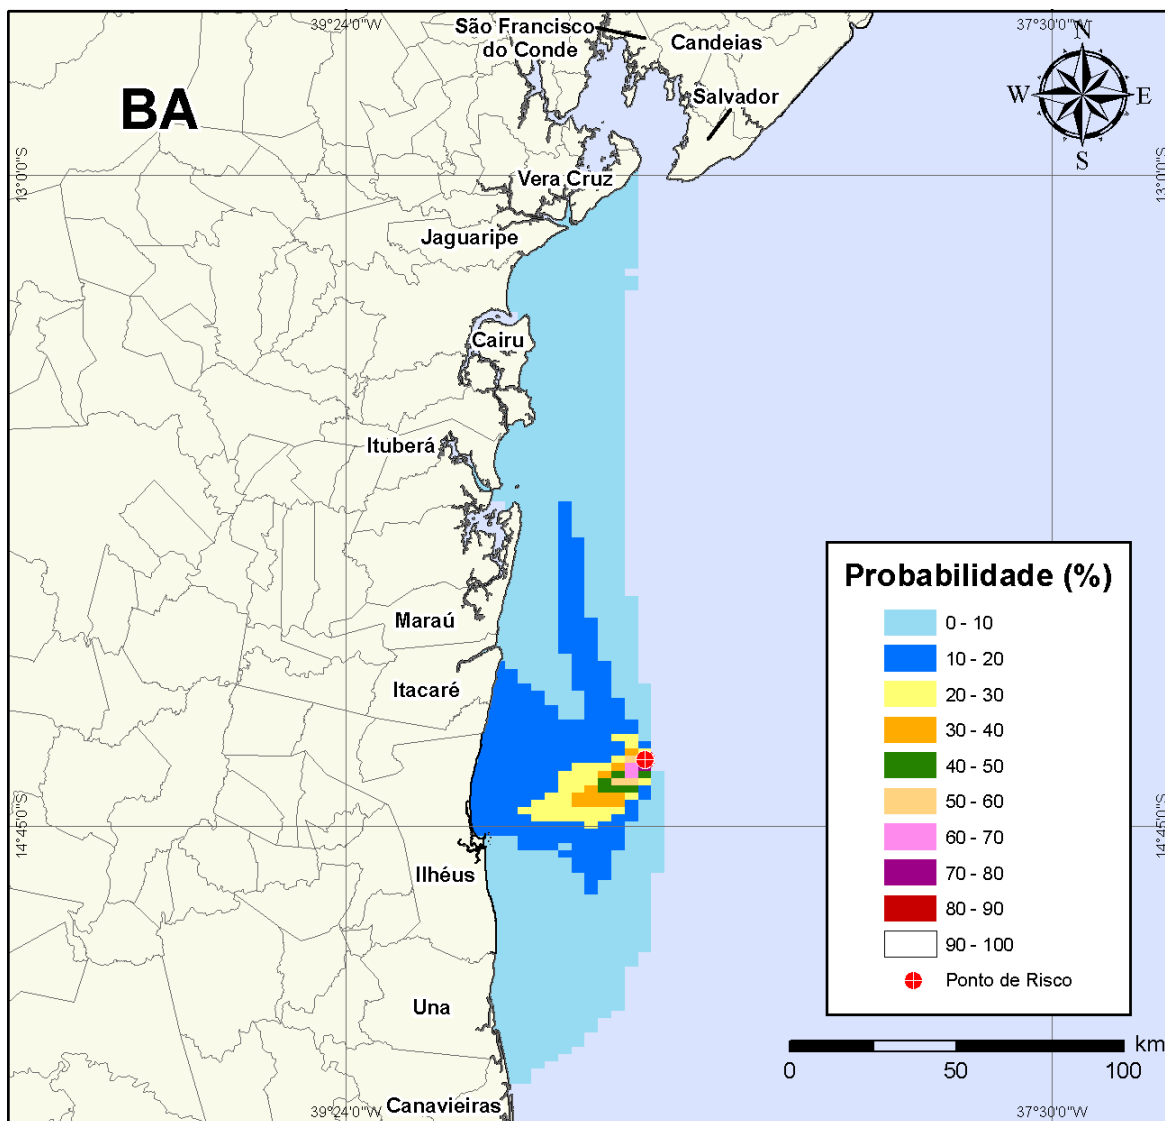 39°24'0"W
37°30'0"W
São Francisco
do Conde
Candeias
N
W
E
S
BA
Salvador
13°0'0"S
13°0'0"S
Vera Cruz
Jaguaripe
Cairu
Ituberá
Maraú
Itacaré
14°45'0"S
14°45'0"S
Ilhéus
Una
Canavieiras
Probabilidade (%)
0 - 10
10 - 20
20 - 30
30 - 40
40 - 50
50 - 60
60 - 70
70 - 80
80 - 90
90 - 100
Ponto de Risco
km
0
50
100
39°24'0"W
37°30'0"W